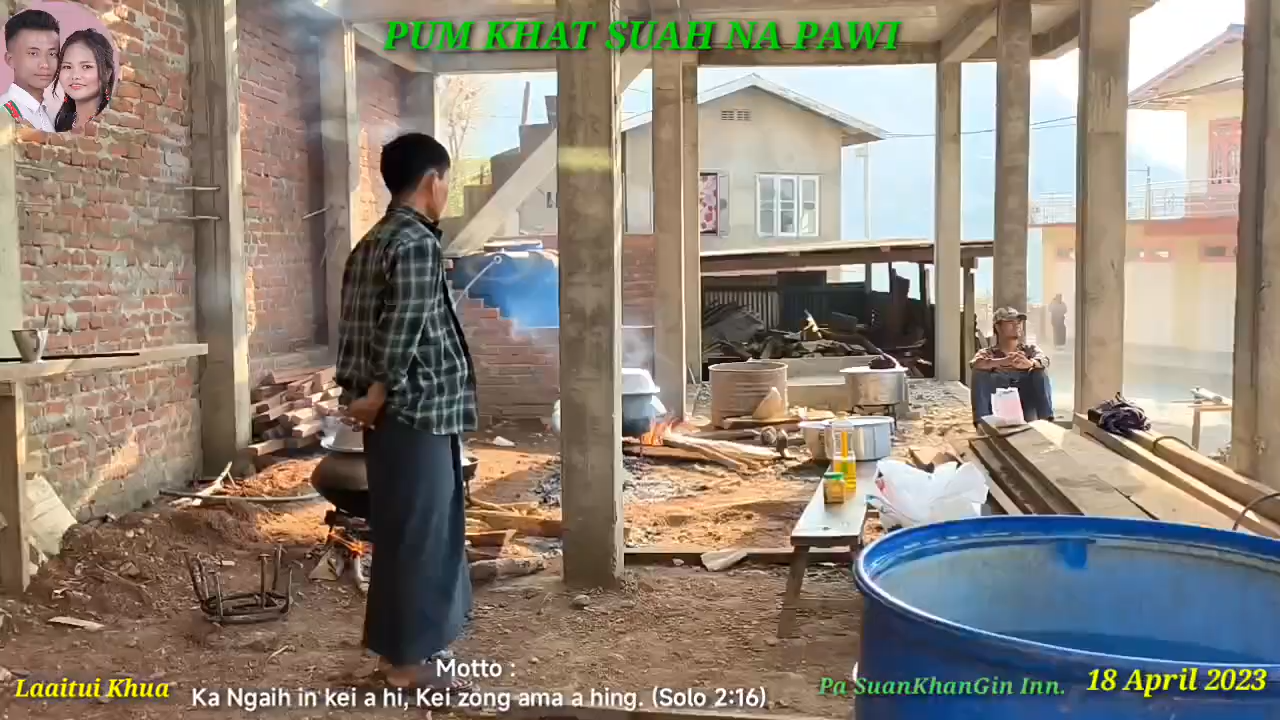 PUM KHAT SUAH NA PAWI
Motto :
Ka Ngaih in kei a hi, Kei zong ama a hing. (Solo 2:16)
Laaitui Khua
Pa SuanKhanGin Inn.
18 April 2023